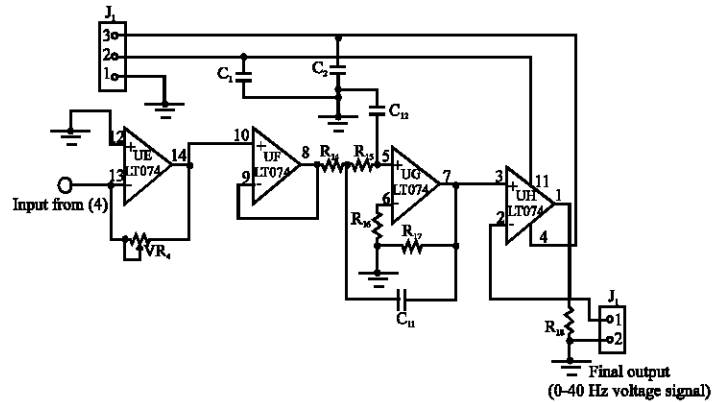 J₁
3
2
1
C₁
C₂
C₁₂
12
+
UE
LT074
14
13
-
10
+
UF
LT074
8
9
-
R₁₄
R₁₅
5
+
UG
LT074
7
6
-
3
+
UH
LT074
11
1
2
-
4
Input from (4)
VR₄
R₁₆
R₁₇
C₁₁
R₁₈
J₁
1
2
Final output
(0-40 Hz voltage signal)